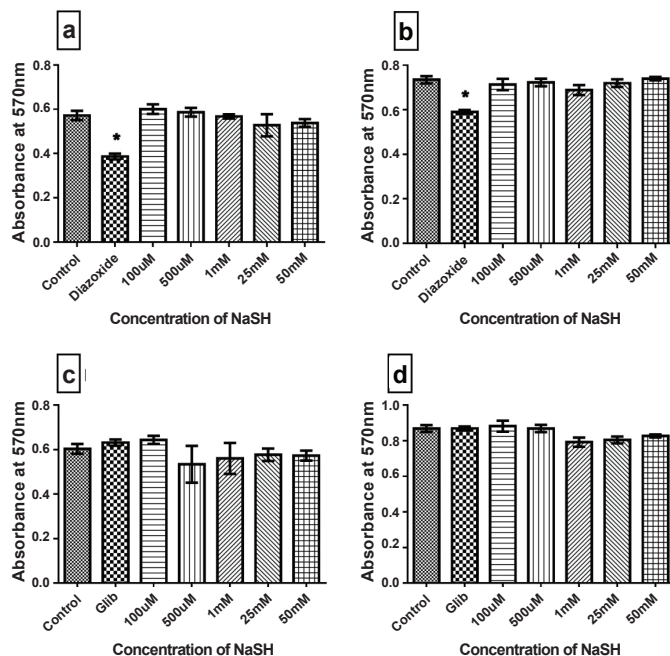 a
Absorbance at 570nm
0.8
0.6
0.4
0.2
0.0
*
Control
Diazoxide
100uM
500uM
1mM
25mM
50mM
Concentration of NaSH
b
Absorbance at 570nm
0.8
0.6
0.4
0.2
0.0
*
Control
Diazoxide
100uM
500uM
1mM
25mM
50mM
Concentration of NaSH
c
Absorbance at 570nm
0.8
0.6
0.4
0.2
0.0
Control
Glib
100uM
500uM
1mM
25mM
50mM
Concentration of NaSH
d
Absorbance at 570nm
1.0
0.8
0.6
0.4
0.2
0.0
Control
Glib
100uM
500uM
1mM
25mM
50mM
Concentration of NaSH